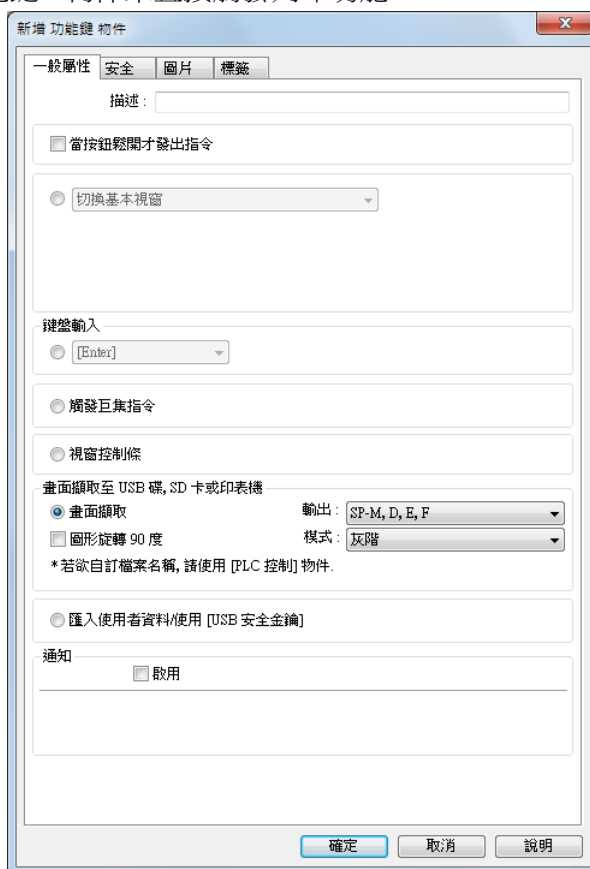 新增 功能鍵 物件
一般屬性 安全 圖片 標籤
描述 :
當按鈕鬆開才發出指令
切換基本視窗
鍵盤輸入
[Enter]
觸發巨集指令
視窗控制條
畫面擷取至 USB 碟, SD 卡或印表機
畫面擷取 輸出 : SP-M, D, E, F
圖形旋轉 90 度 模式 : 灰階
*若欲自訂檔案名稱, 請使用 [PLC 控制] 物件.
匯入使用者資料/使用 [USB 安全金鑰]
通知
啟用
確定 取消 說明